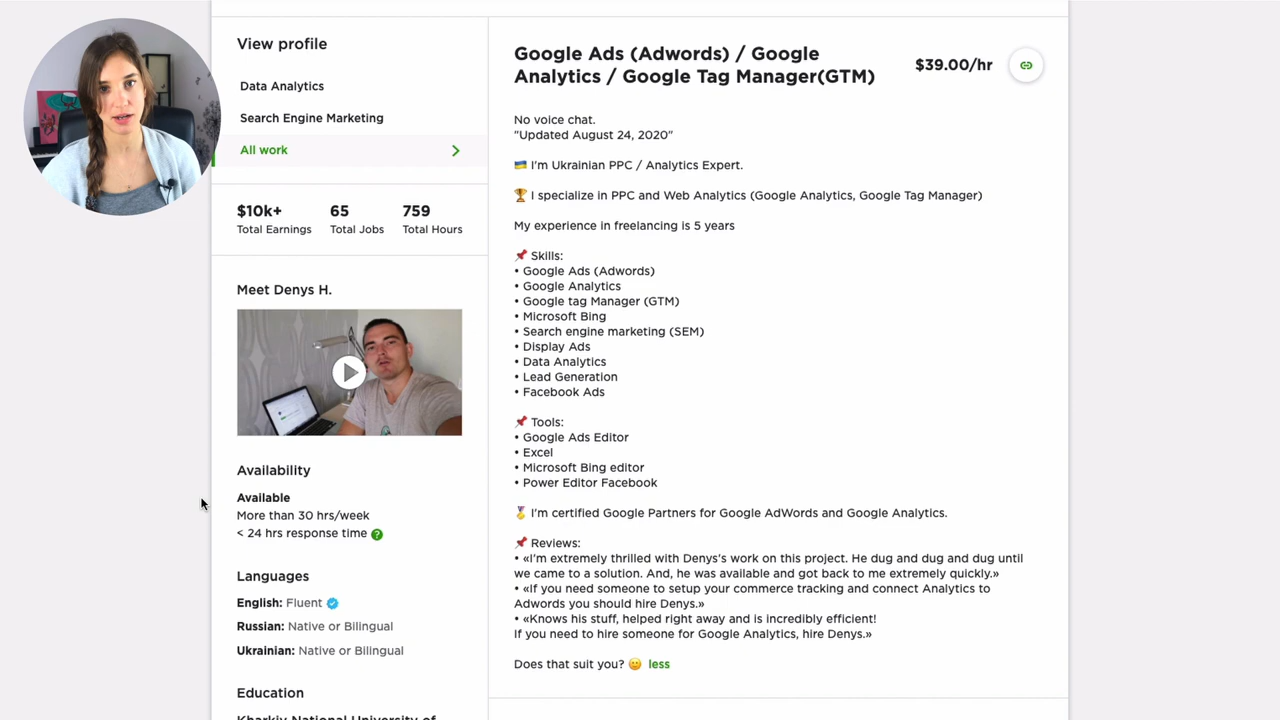 View profile
Data Analytics
Search Engine Marketing
All work
$10k+ 65 759
Total Earnings Total Jobs Total Hours
Meet Denys H.
Availability
Available
More than 30 hrs/week
< 24 hrs response time ?
Languages
English: Fluent
Russian: Native or Bilingual
Ukrainian: Native or Bilingual
Education
Kharkiv National University of
Google Ads (Adwords) / Google
Analytics / Google Tag Manager(GTM)
$39.00/hr
No voice chat.
"Updated August 24, 2020"
🇺🇦 I'm Ukrainian PPC / Analytics Expert.
🏆 I specialize in PPC and Web Analytics (Google Analytics, Google Tag Manager)
My experience in freelancing is 5 years
📌 Skills:
• Google Ads (Adwords)
• Google Analytics
• Google tag Manager (GTM)
• Microsoft Bing
• Search engine marketing (SEM)
• Display Ads
• Data Analytics
• Lead Generation
• Facebook Ads
📌 Tools:
• Google Ads Editor
• Excel
• Microsoft Bing editor
• Power Editor Facebook
🏅 I'm certified Google Partners for Google AdWords and Google Analytics.
📌 Reviews:
• «I'm extremely thrilled with Denys's work on this project. He dug and dug and dug until
we came to a solution. And, he was available and got back to me extremely quickly.»
• «If you need someone to setup your commerce tracking and connect Analytics to
Adwords you should hire Denys.»
• «Knows his stuff, helped right away and is incredibly efficient!
If you need to hire someone for Google Analytics, hire Denys.»
Does that suit you? 🙂 less